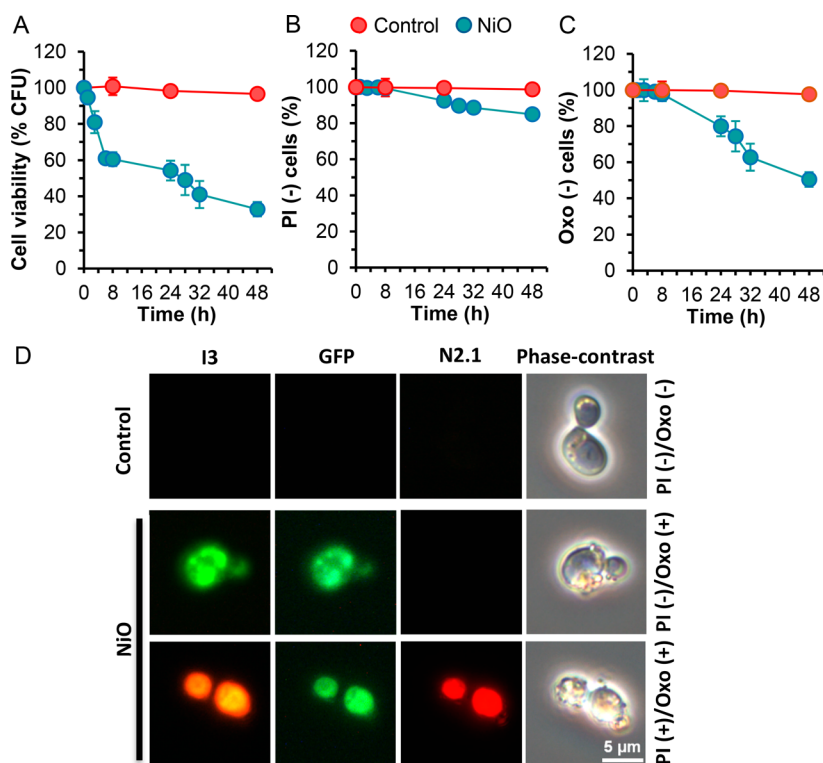 A
B
Control
NiO
C
Cell viability (% CFU)
120
100
80
60
40
20
0
0 8 16 24 32 40 48
Time (h)
PI (-) cells (%)
120
100
80
60
40
20
0
0 8 16 24 32 40 48
Time (h)
Oxo (-) cells (%)
120
100
80
60
40
20
0
0 8 16 24 32 40 48
Time (h)
D
I3 GFP N2.1 Phase-contrast
Control
PI (-)/Oxo (-)
NiO
PI (-)/Oxo (+)
PI (+)/Oxo (+)
5 µm